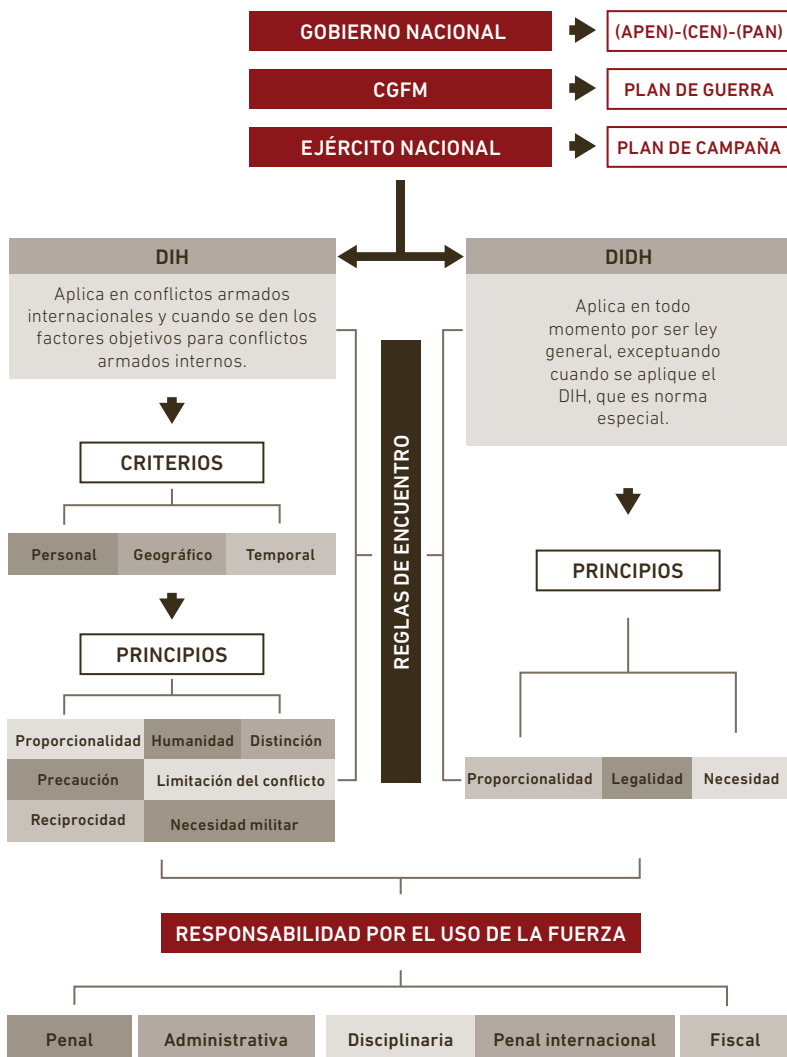 GOBIERNO NACIONAL
(APEN)-(CEN)-(PAN)
CGFM
PLAN DE GUERRA
EJÉRCITO NACIONAL
PLAN DE CAMPAÑA
DIH
Aplica en conflictos armados
internacionales y cuando se den los
factores objetivos para conflictos
armados internos.
CRITERIOS
Personal
Geográfico
Temporal
PRINCIPIOS
Proporcionalidad
Humanidad
Distinción
Precaución
Limitación del conflicto
Reciprocidad
Necesidad militar
REGLAS DE ENCUENTRO
DIDH
Aplica en todo
momento por ser ley
general, exceptuando
cuando se aplique el
DIH, que es norma
especial.
PRINCIPIOS
Proporcionalidad
Legalidad
Necesidad
RESPONSABILIDAD POR EL USO DE LA FUERZA
Penal
Administrativa
Disciplinaria
Penal internacional
Fiscal